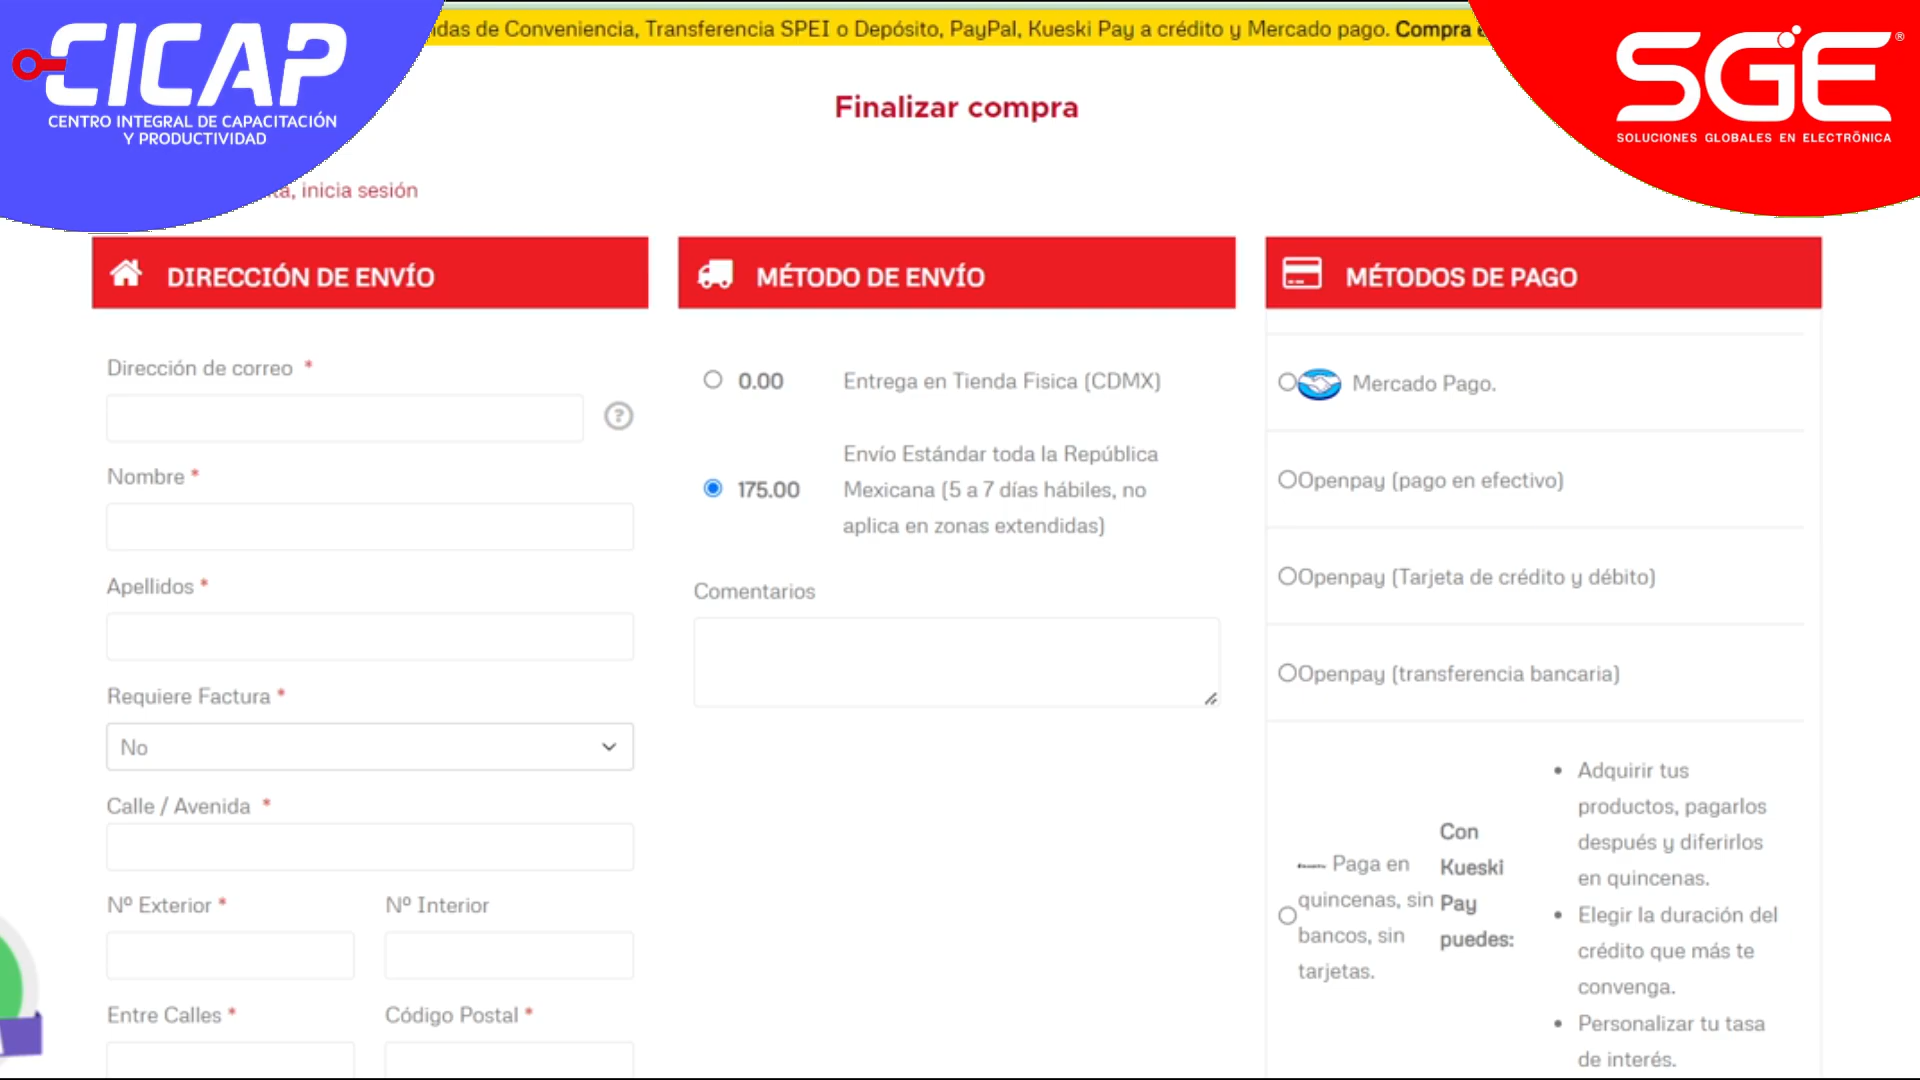 CICAP
CENTRO INTEGRAL DE CAPACITACIÓN
Y PRODUCTIVIDAD
das de Conveniencia, Transferencia SPEI o Depósito, PayPal, Kueski Pay a crédito y Mercado pago. Compra
SGE®
SOLUCIONES GLOBALES EN ELECTRÓNICA
Finalizar compra
ta, inicia sesión
DIRECCIÓN DE ENVÍO
Dirección de correo *
?
Nombre *
Apellidos *
Requiere Factura *
No
Calle / Avenida *
Nº Exterior * Nº Interior
Entre Calles * Código Postal *
MÉTODO DE ENVÍO
0.00 Entrega en Tienda Fisica (CDMX)
175.00 Envío Estándar toda la República
Mexicana (5 a 7 días hábiles, no
aplica en zonas extendidas)
Comentarios
MÉTODOS DE PAGO
Mercado Pago.
Openpay (pago en efectivo)
Openpay (Tarjeta de crédito y débito)
Openpay (transferencia bancaria)
Paga en
quincenas, sin
bancos, sin
tarjetas.
Con
Kueski
Pay
puedes:
• Adquirir tus
productos, pagarlos
después y diferirlos
en quincenas.
• Elegir la duración del
crédito que más te
convenga.
• Personalizar tu tasa
de interés.